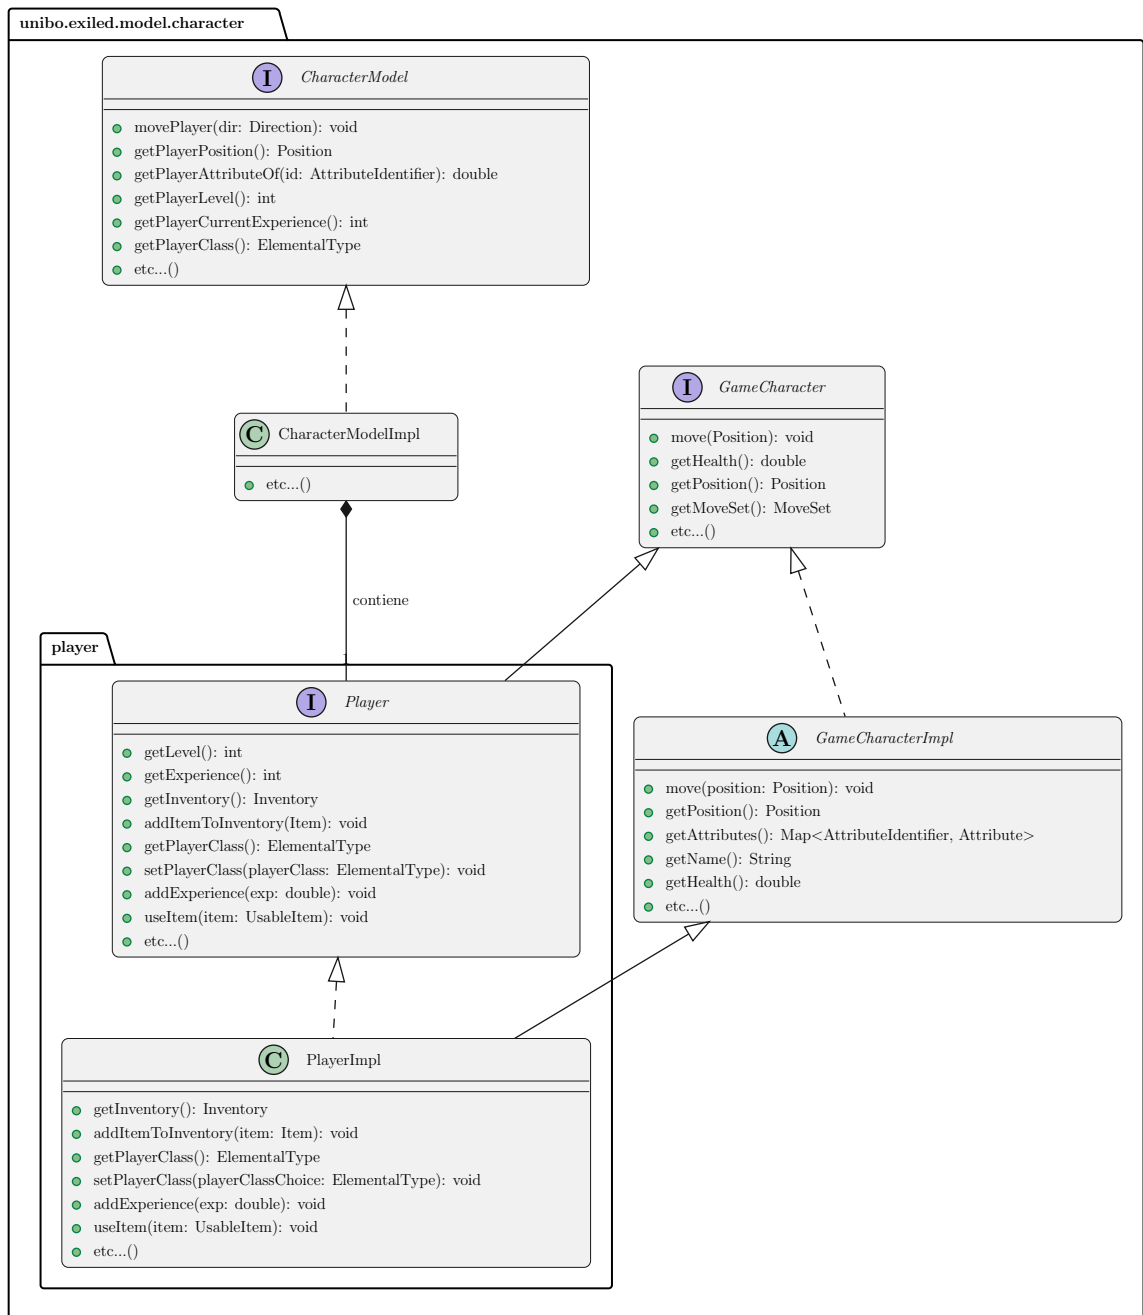 unibo.exiled.model.character
I CharacterModel
movePlayer(dir: Direction): void
getPlayerPosition(): Position
getPlayerAttributeOf(id: AttributeIdentifier): double
getPlayerLevel(): int
getPlayerCurrentExperience(): int
getPlayerClass(): ElementalType
etc...()
C CharacterModelImpl
etc...()
I GameCharacter
move(Position): void
getHealth(): double
getPosition(): Position
getMoveSet(): MoveSet
etc...()
contiene
1
player
I Player
getLevel(): int
getExperience(): int
getInventory(): Inventory
addItemToInventory(Item): void
getPlayerClass(): ElementalType
setPlayerClass(playerClass: ElementalType): void
addExperience(exp: double): void
useItem(item: UsableItem): void
etc...()
A GameCharacterImpl
move(position: Position): void
getPosition(): Position
getAttributes(): Map<AttributeIdentifier, Attribute>
getName(): String
getHealth(): double
etc...()
C PlayerImpl
getInventory(): Inventory
addItemToInventory(item: Item): void
getPlayerClass(): ElementalType
setPlayerClass(playerClassChoice: ElementalType): void
addExperience(exp: double): void
useItem(item: UsableItem): void
etc...()